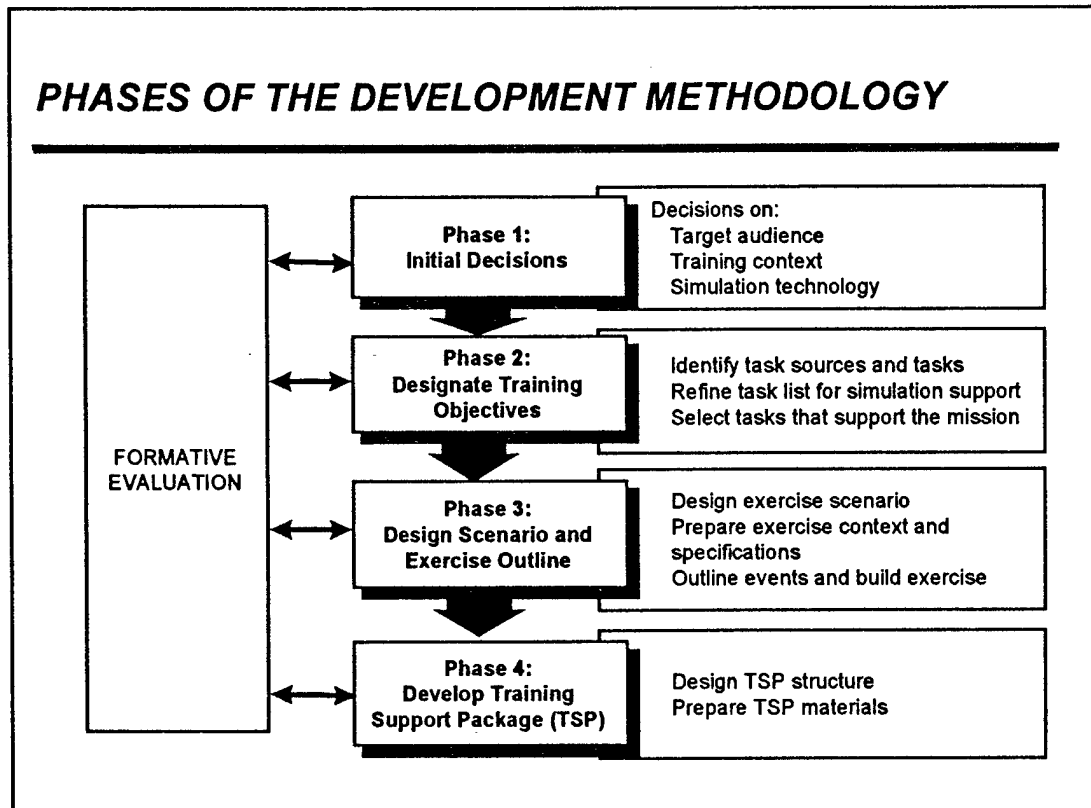 PHASES OF THE DEVELOPMENT METHODOLOGY
FORMATIVE
EVALUATION
Phase 1:
Initial Decisions
Decisions on:
Target audience
Training context
Simulation technology
Phase 2:
Designate Training
Objectives
Identify task sources and tasks
Refine task list for simulation support
Select tasks that support the mission
Phase 3:
Design Scenario and
Exercise Outline
Design exercise scenario
Prepare exercise context and
specifications
Outline events and build exercise
Phase 4:
Develop Training
Support Package (TSP)
Design TSP structure
Prepare TSP materials